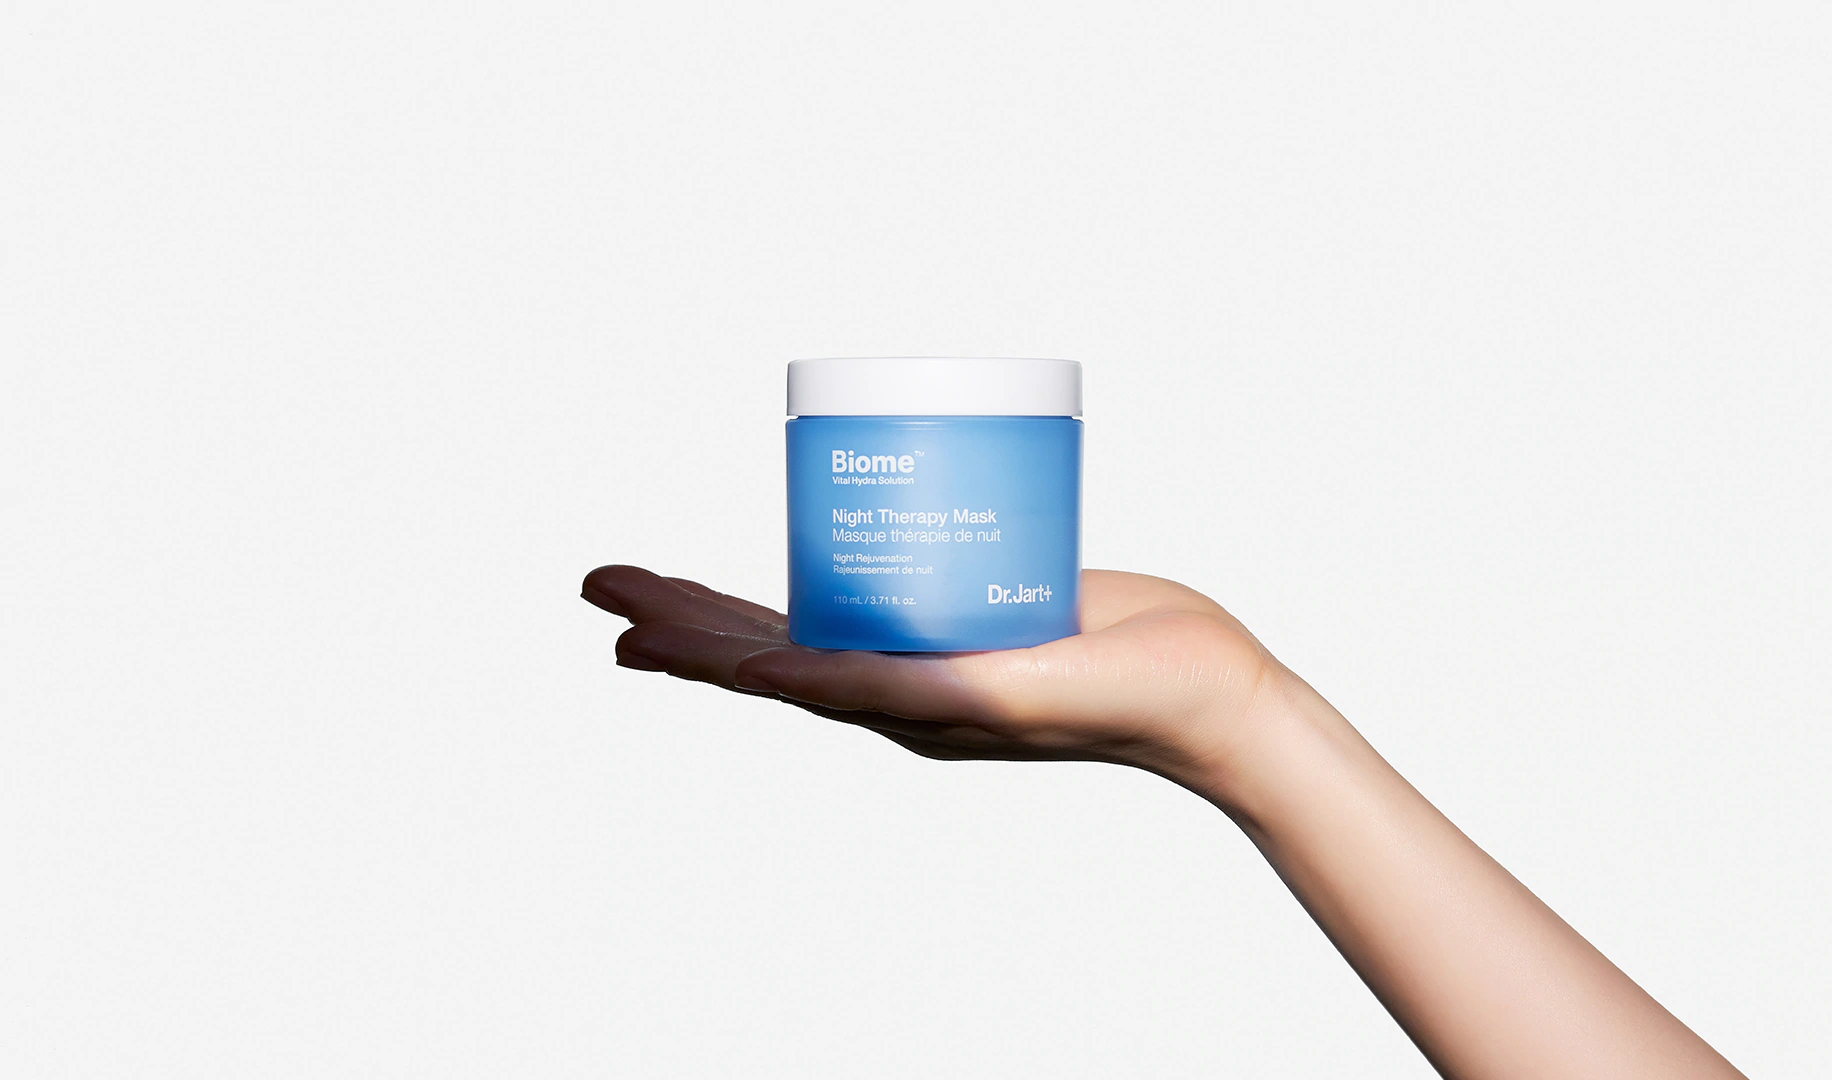 Biome™
Vital Hydra Solution
Night Therapy Mask
Masque thérapie de nuit
Night Rejuvenation
Rajeunissement de nuit
110 mL / 3.71 fl. oz.
Dr.Jart+